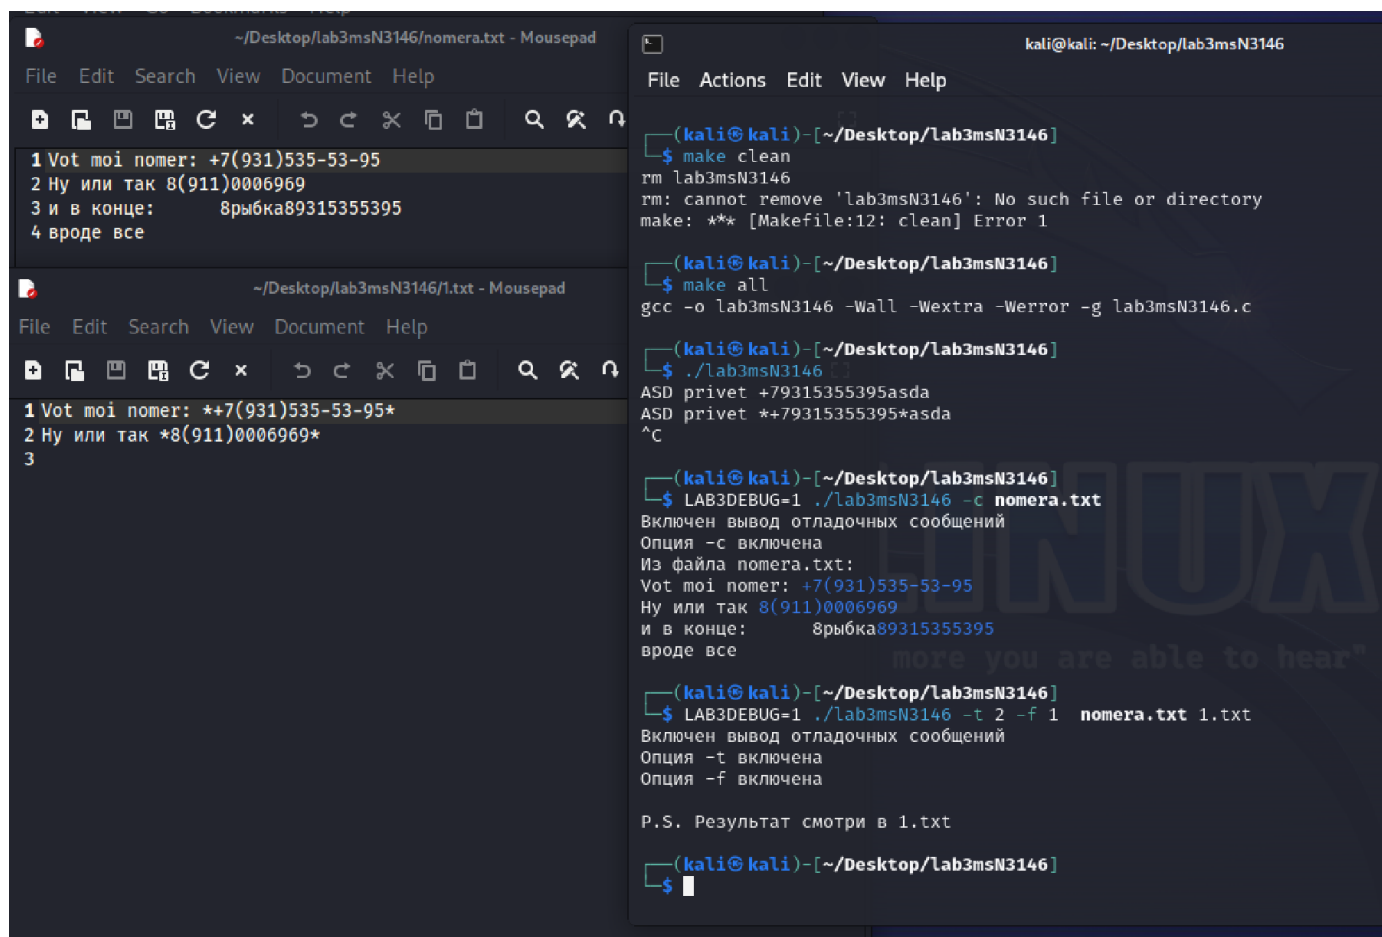 ~/Desktop/lab3msN3146/nomera.txt - Mousepad
File Edit Search View Document Help
1 Vot moi nomer: +7(931)535-53-95
2 Ну или так 8(911)0006969
3 и в конце:      8рыбка89315355395
4 вроде все
~/Desktop/lab3msN3146/1.txt - Mousepad
File Edit Search View Document Help
1 Vot moi nomer: *+7(931)535-53-95*
2 Ну или так *8(911)0006969*
3
kali@kali: ~/Desktop/lab3msN3146
File Actions Edit View Help
┌──(kali㉿kali)-[~/Desktop/lab3msN3146]
└─$ make clean
rm lab3msN3146
rm: cannot remove 'lab3msN3146': No such file or directory
make: *** [Makefile:12: clean] Error 1
┌──(kali㉿kali)-[~/Desktop/lab3msN3146]
└─$ make all
gcc -o lab3msN3146 -Wall -Wextra -Werror -g lab3msN3146.c
┌──(kali㉿kali)-[~/Desktop/lab3msN3146]
└─$ ./lab3msN3146
ASD privet +79315355395asda
ASD privet *+79315355395*asda
^C
┌──(kali㉿kali)-[~/Desktop/lab3msN3146]
└─$ LAB3DEBUG=1 ./lab3msN3146 -c nomera.txt
Включен вывод отладочных сообщений
Опция -c включена
Из файла nomera.txt:
Vot moi nomer: +7(931)535-53-95
Ну или так 8(911)0006969
и в конце:      8рыбка89315355395
вроде все
┌──(kali㉿kali)-[~/Desktop/lab3msN3146]
└─$ LAB3DEBUG=1 ./lab3msN3146 -t 2 -f 1  nomera.txt 1.txt
Включен вывод отладочных сообщений
Опция -t включена
Опция -f включена
P.S. Результат смотри в 1.txt
┌──(kali㉿kali)-[~/Desktop/lab3msN3146]
└─$
LINUX
more you are able to hear"